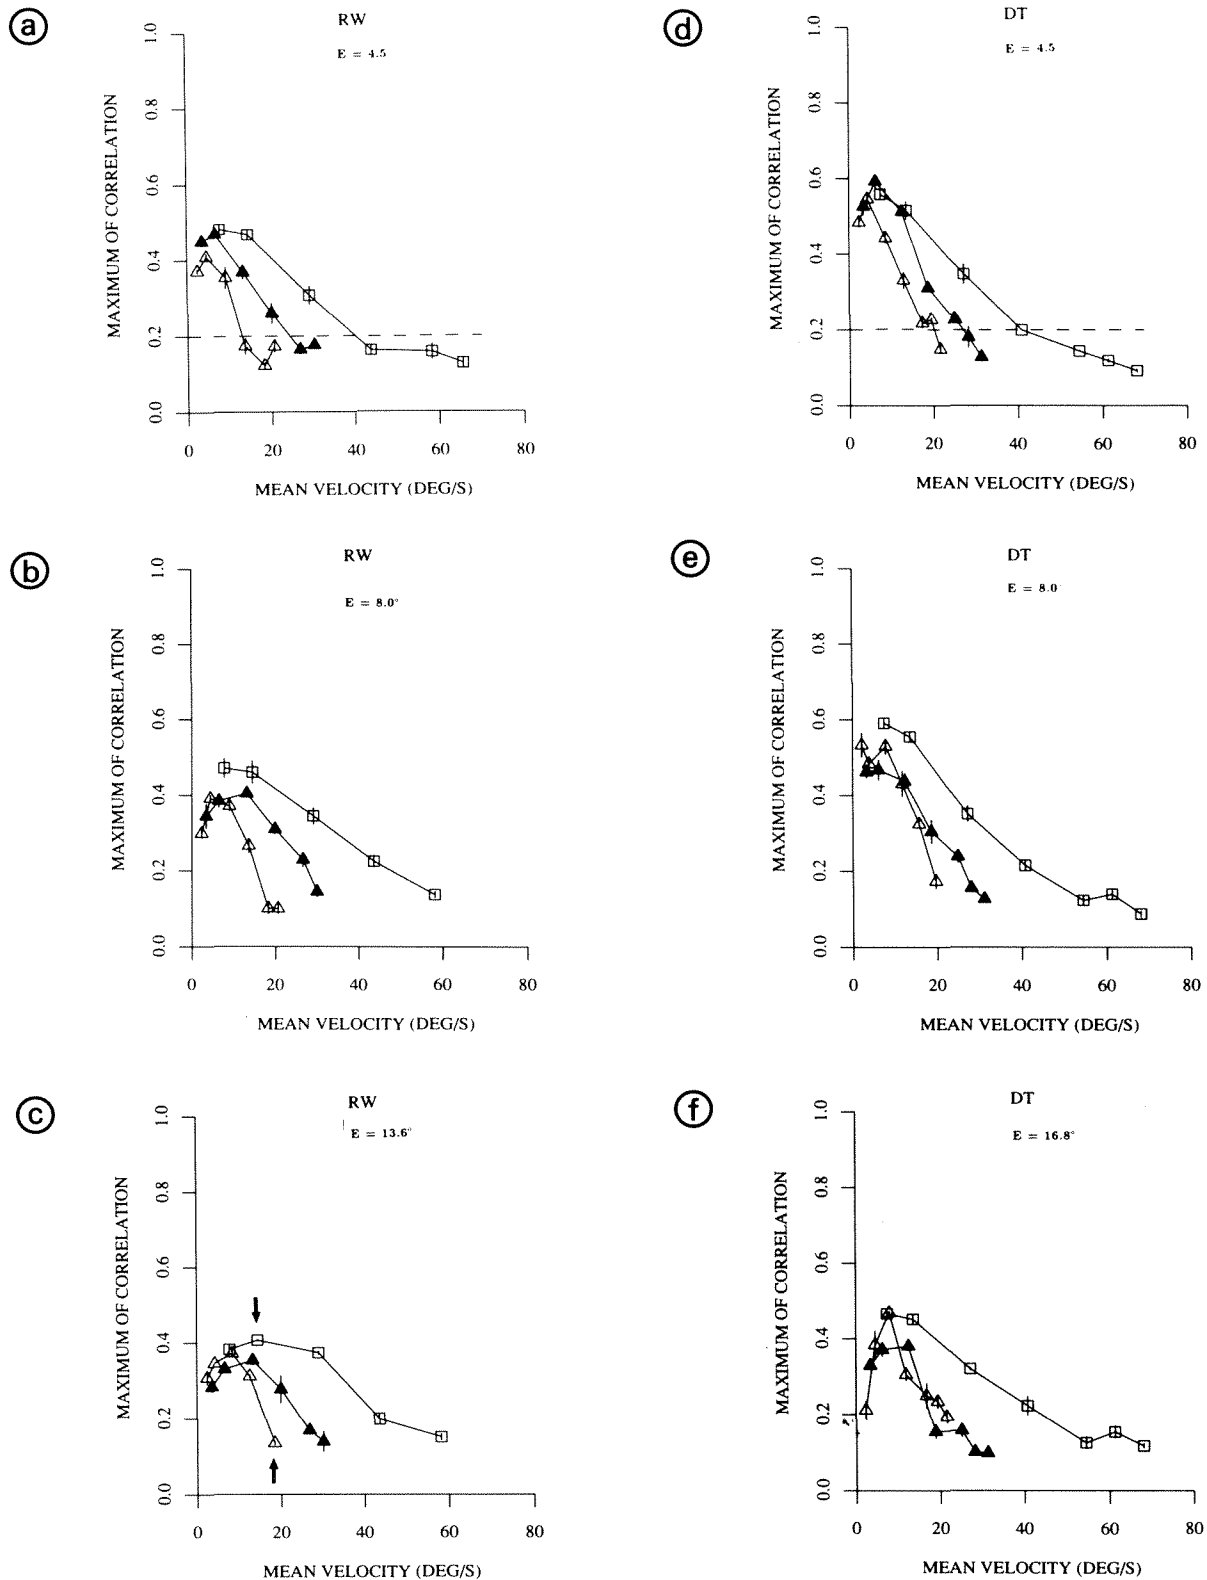 a
RW
E = 4.5
MAXIMUM OF CORRELATION
1.0
0.8
0.6
0.4
0.2
0.0
0 20 40 60 80
MEAN VELOCITY (DEG/S)
b
RW
E = 8.0°
MAXIMUM OF CORRELATION
1.0
0.8
0.6
0.4
0.2
0.0
0 20 40 60 80
MEAN VELOCITY (DEG/S)
c
RW
E = 13.6°
MAXIMUM OF CORRELATION
1.0
0.8
0.6
0.4
0.2
0.0
0 20 40 60 80
MEAN VELOCITY (DEG/S)
d
DT
E = 4.5
MAXIMUM OF CORRELATION
1.0
0.8
0.6
0.4
0.2
0.0
0 20 40 60 80
MEAN VELOCITY (DEG/S)
e
DT
E = 8.0
MAXIMUM OF CORRELATION
1.0
0.8
0.6
0.4
0.2
0.0
0 20 40 60 80
MEAN VELOCITY (DEG/S)
f
DT
E = 16.8°
MAXIMUM OF CORRELATION
1.0
0.8
0.6
0.4
0.2
0.0
0 20 40 60 80
MEAN VELOCITY (DEG/S)